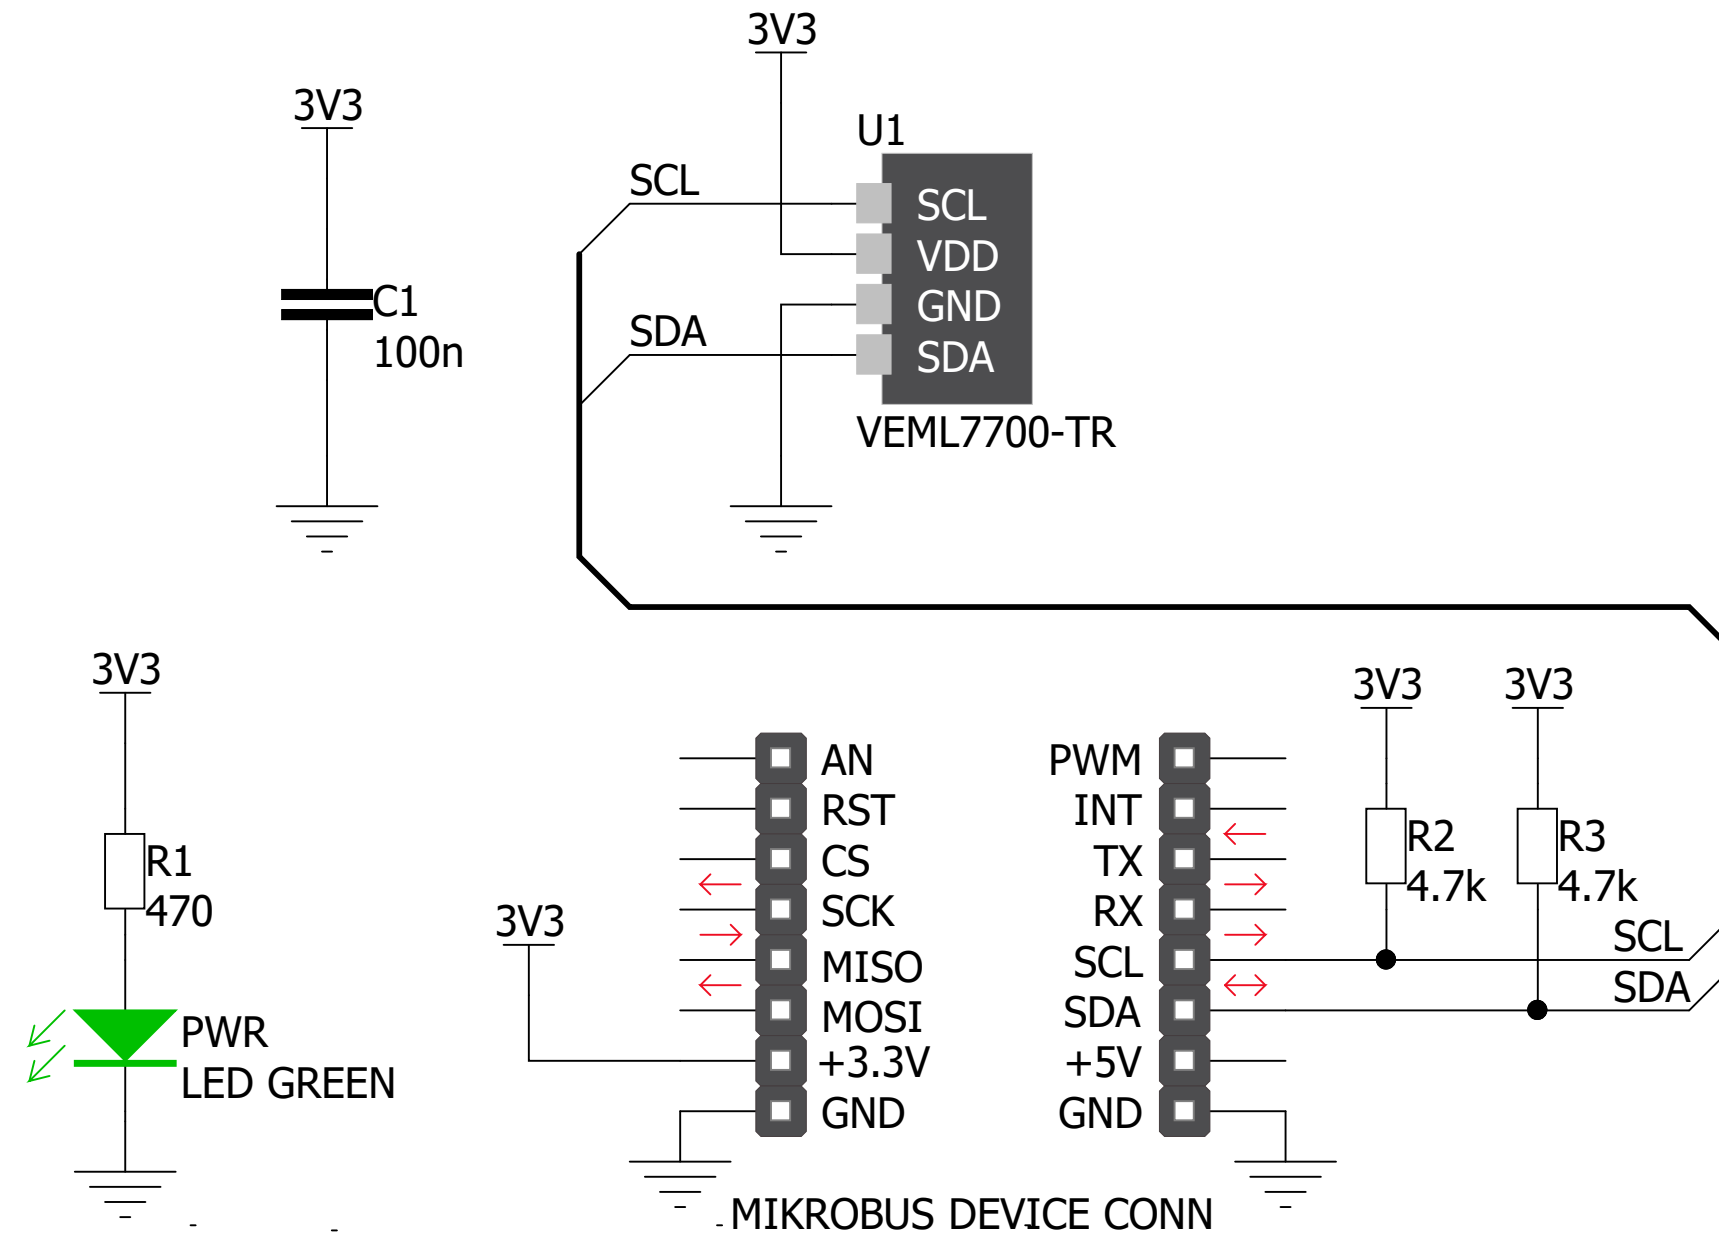 3V3
3V3
U1
SCL
SCL
VDD
GND
SDA
SDA
VEML7700-TR
C1
100n
3V3
R1
470
PWR
LED GREEN
3V3
AN
RST
CS
SCK
MISO
MOSI
+3.3V
GND
PWM
INT
TX
RX
SCL
SDA
+5V
GND
3V3
3V3
R2
4.7k
R3
4.7k
SCL
SDA
MIKROBUS DEVICE CONN